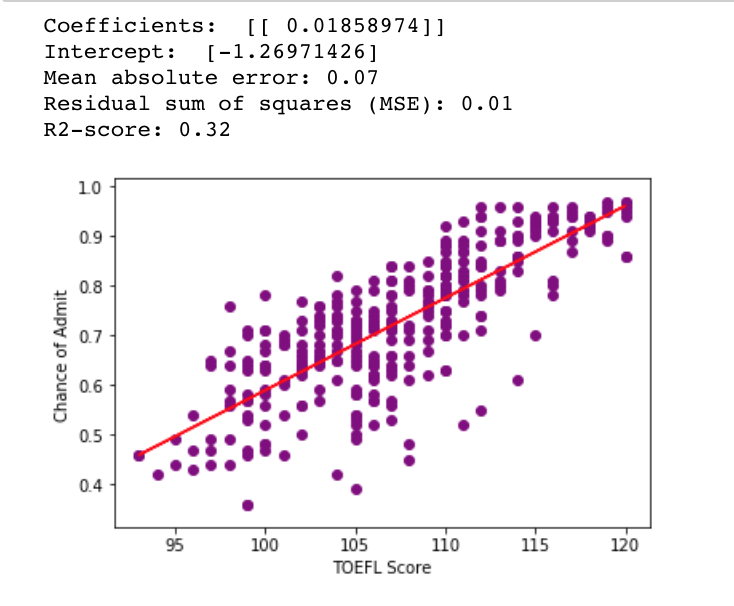 Coefficients:  [[ 0.01858974]]
Intercept:  [-1.26971426]
Mean absolute error: 0.07
Residual sum of squares (MSE): 0.01
R2-score: 0.32
1.0
0.9
0.8
0.7
0.6
0.5
0.4
Chance of Admit
95 100 105 110 115 120
TOEFL Score